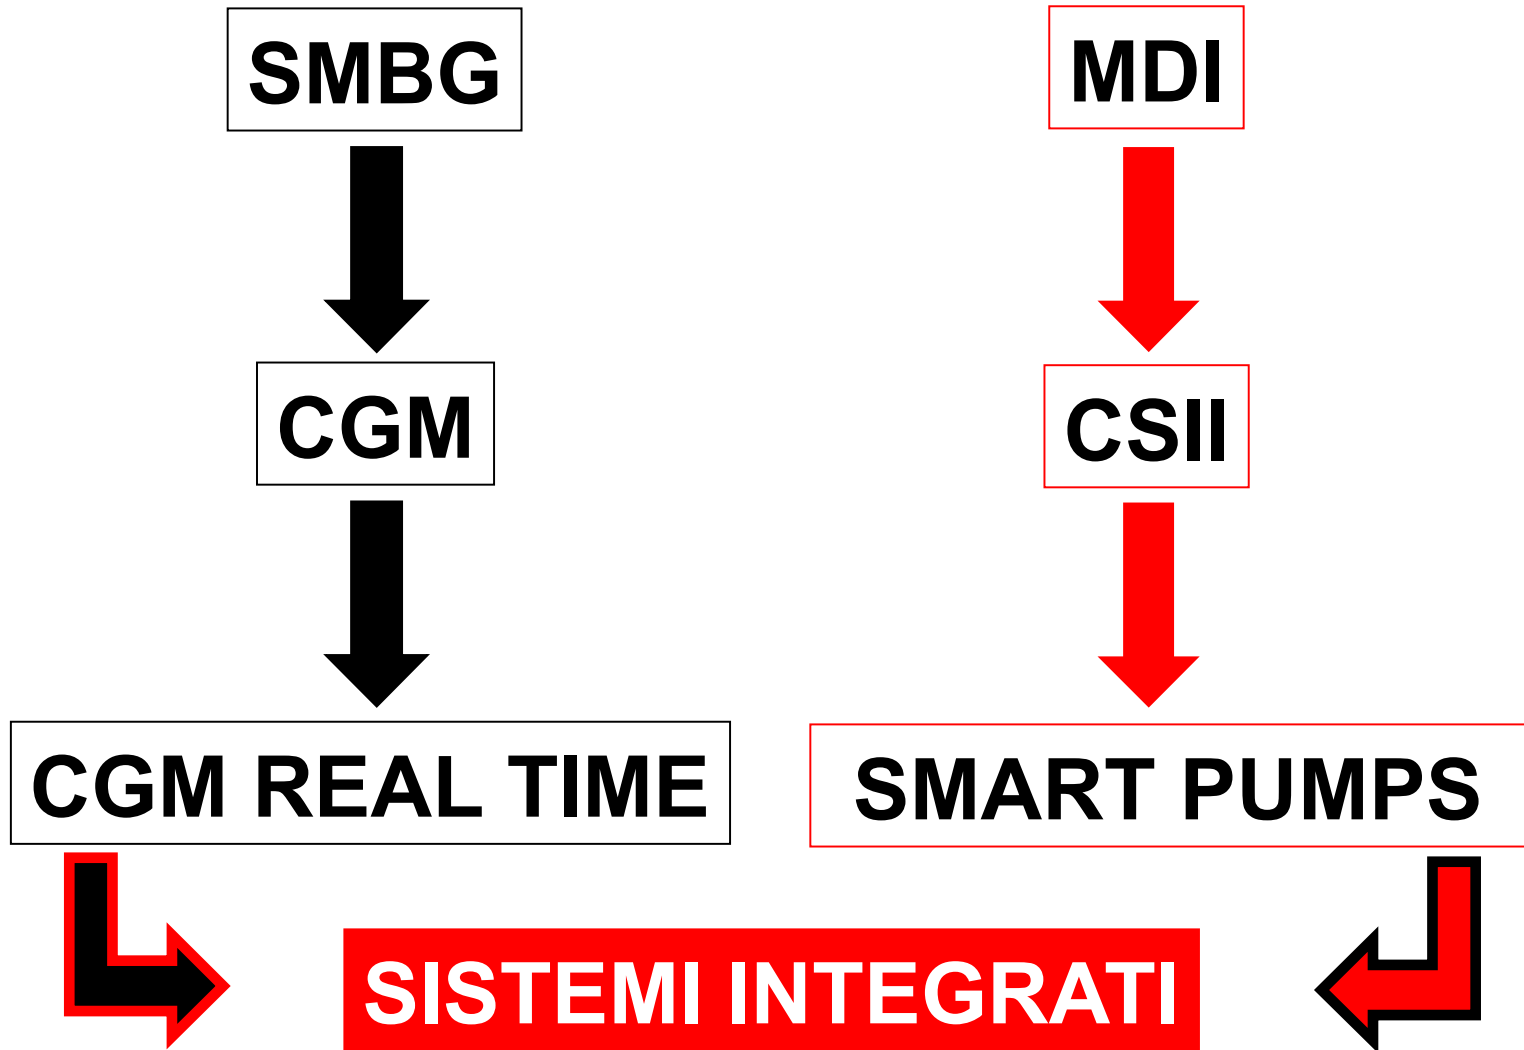 SMBG
MDI
CGM
CSII
CGM REAL TIME
SMART PUMPS
SISTEMI INTEGRATI